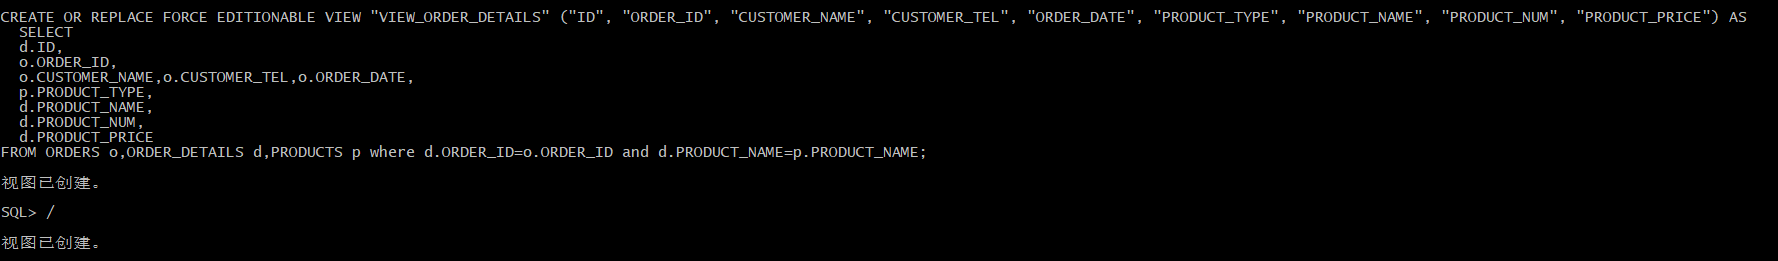 CREATE OR REPLACE FORCE EDITIONABLE VIEW "VIEW_ORDER_DETAILS" ("ID", "ORDER_ID", "CUSTOMER_NAME", "CUSTOMER_TEL", "ORDER_DATE", "PRODUCT_TYPE", "PRODUCT_NAME", "PRODUCT_NUM", "PRODUCT_PRICE") AS
  SELECT
  d.ID,
  o.ORDER_ID,
  o.CUSTOMER_NAME,o.CUSTOMER_TEL,o.ORDER_DATE,
  p.PRODUCT_TYPE,
  d.PRODUCT_NAME,
  d.PRODUCT_NUM,
  d.PRODUCT_PRICE
FROM ORDERS o,ORDER_DETAILS d,PRODUCTS p where d.ORDER_ID=o.ORDER_ID and d.PRODUCT_NAME=p.PRODUCT_NAME;
视图已创建。
SQL> /
视图已创建。